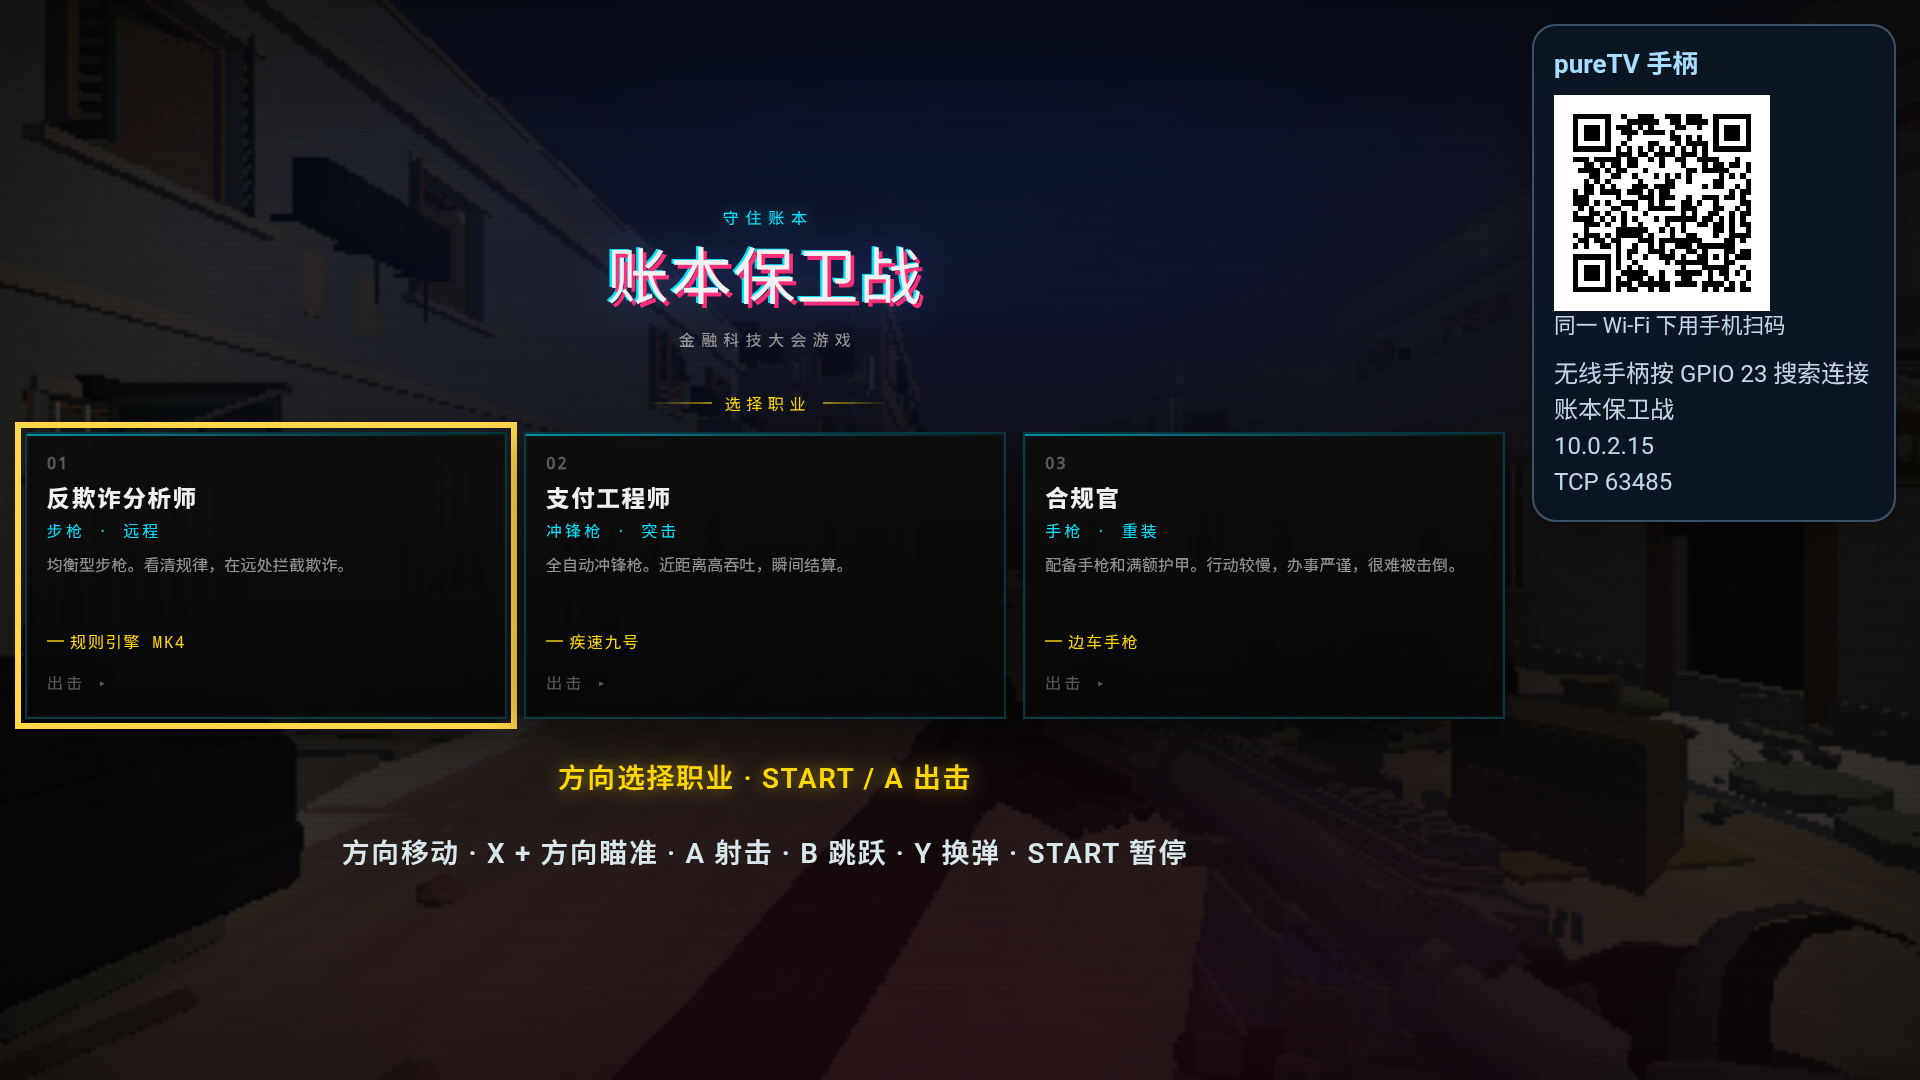 守住账本
账本保卫战
金融科技大会游戏
选择职业
01
反欺诈分析师
步枪 · 远程
均衡型步枪。看清规律，在远处拦截欺诈。
— 规则引擎 MK4
出击 ▸
02
支付工程师
冲锋枪 · 突击
全自动冲锋枪。近距离高吞吐，瞬间结算。
— 疾速九号
出击 ▸
03
合规官
手枪 · 重装
配备手枪和满额护甲。行动较慢，办事严谨，很难被击倒。
— 边车手枪
出击 ▸
方向选择职业 · START / A 出击
方向移动 · X + 方向瞄准 · A 射击 · B 跳跃 · Y 换弹 · START 暂停
pureTV 手柄
同一 Wi-Fi 下用手机扫码
无线手柄按 GPIO 23 搜索连接
账本保卫战
10.0.2.15
TCP 63485